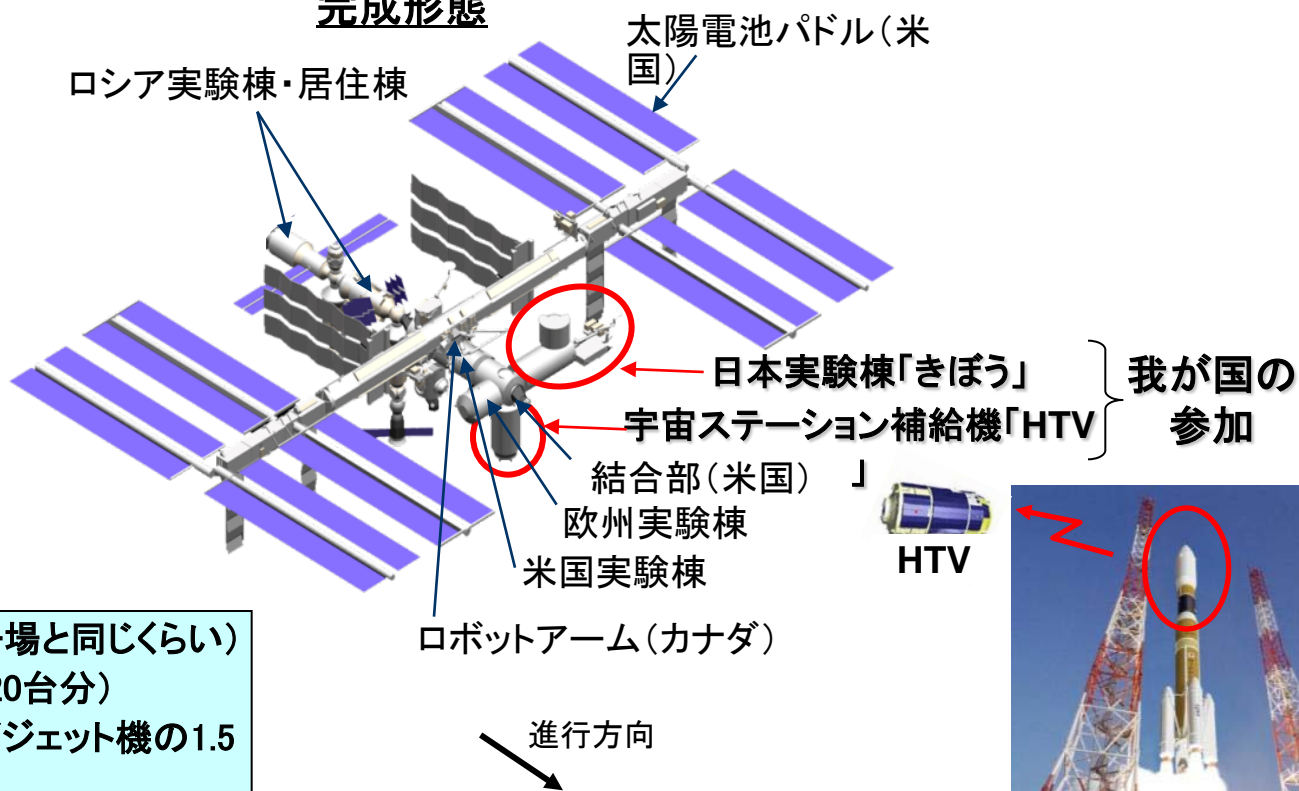 完成形態
太陽電池パドル（米
国）
ロシア実験棟・居住棟
日本実験棟「きぼう」
宇宙ステーション補給機「HTV
」
我が国の
参加
結合部（米国）
欧州実験棟
米国実験棟
HTV
ロボットアーム（カナダ）
場と同じくらい）
20台分）
ジェット機の1.5
進行方向